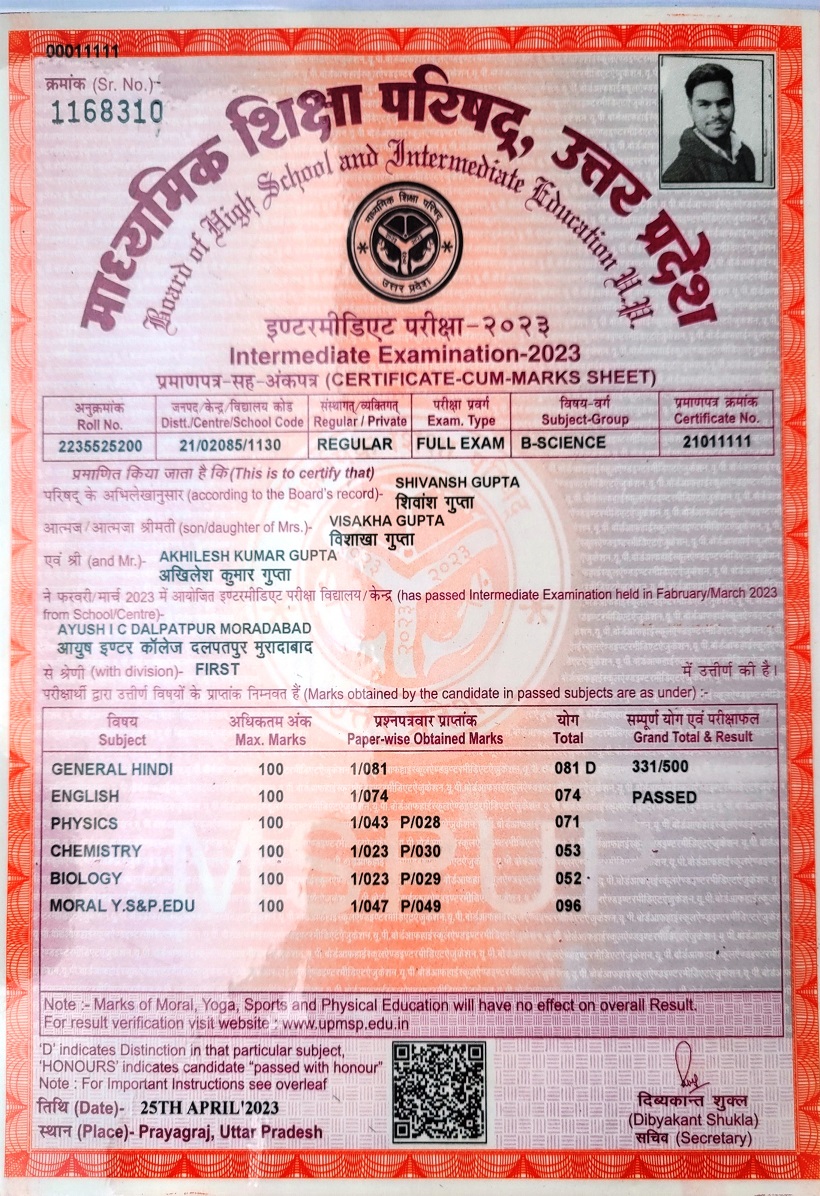 00011111
क्रमांक (Sr. No.)-
1168310
माध्यमिक शिक्षा परिषद्, उत्तर प्रदेश
Board of High School and Intermediate Education U.P.
माध्यमिक शिक्षा परिषद
उत्तर प्रदेश
इण्टरमीडिएट परीक्षा-२०२३
Intermediate Examination-2023
प्रमाणपत्र-सह-अंकपत्र (CERTIFICATE-CUM-MARKS SHEET)
अनुक्रमांक जनपद/केन्द्र/विद्यालय कोड संस्थागत/व्यक्तिगत परीक्षा प्रवर्ग विषय-वर्ग प्रमाणपत्र क्रमांक
Roll No. Distt./Centre/School Code Regular / Private Exam. Type Subject-Group Certificate No.
2235525200 21/02085/1130 REGULAR FULL EXAM B-SCIENCE 21011111
प्रमाणित किया जाता है कि (This is to certify that) SHIVANSH GUPTA
परिषद् के अभिलेखानुसार (according to the Board's record)- शिवांश गुप्ता
आत्मज/आत्मजा श्रीमती (son/daughter of Mrs.)- VISAKHA GUPTA
विशाखा गुप्ता
एवं श्री (and Mr.)- AKHILESH KUMAR GUPTA
अखिलेश कुमार गुप्ता
ने फरवरी/मार्च 2023 में आयोजित इण्टरमीडिएट परीक्षा विद्यालय/केन्द्र (has passed Intermediate Examination held in Fabruary/March 2023
from School/Centre)-
AYUSH I C DALPATPUR MORADABAD
आयुष इण्टर कॉलेज दलपतपुर मुरादाबाद
से श्रेणी (with division)- FIRST में उत्तीर्ण की है।
परीक्षार्थी द्वारा उत्तीर्ण विषयों के प्राप्तांक निम्नवत हैं (Marks obtained by the candidate in passed subjects are as under) :-
विषय अधिकतम अंक प्रश्नपत्रवार प्राप्तांक योग सम्पूर्ण योग एवं परीक्षाफल
Subject Max. Marks Paper-wise Obtained Marks Total Grand Total & Result
GENERAL HINDI 100 1/081 081 D 331/500
ENGLISH 100 1/074 074 PASSED
PHYSICS 100 1/043 P/028 071
CHEMISTRY 100 1/023 P/030 053
BIOLOGY 100 1/023 P/029 052
MORAL Y.S&P.EDU 100 1/047 P/049 096
Note :- Marks of Moral, Yoga, Sports and Physical Education will have no effect on overall Result.
For result verification visit website : www.upmsp.edu.in
'D' indicates Distinction in that particular subject,
'HONOURS' indicates candidate "passed with honour"
Note : For Important Instructions see overleaf
तिथि (Date)- 25TH APRIL'2023
स्थान (Place)- Prayagraj, Uttar Pradesh
दिब्यकान्त शुक्ल
(Dibyakant Shukla)
सचिव (Secretary)